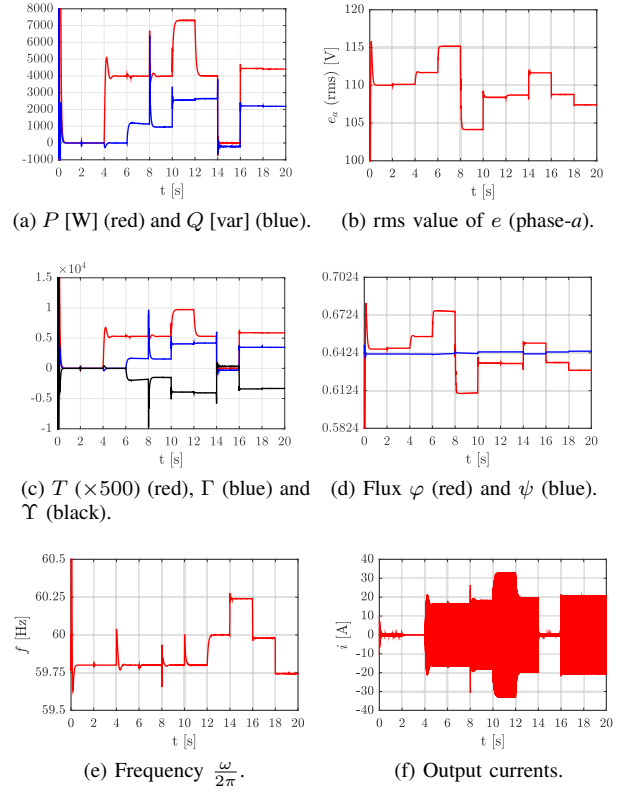 8000
7000
6000
5000
4000
3000
2000
1000
0
-1000
0 2 4 6 8 10 12 14 16 18 20
t [s]
(a) P [W] (red) and Q [var] (blue).
120
115
110
105
100
e_a (rms) [V]
0 2 4 6 8 10 12 14 16 18 20
t [s]
(b) rms value of e (phase-a).
×10^4
1.5
1
0.5
0
-0.5
-1
0 2 4 6 8 10 12 14 16 18 20
t [s]
(c) T (×500) (red), Γ (blue) and
ϒ (black).
0.7024
0.6724
0.6424
0.6124
0.5824
0 2 4 6 8 10 12 14 16 18 20
t [s]
(d) Flux φ (red) and ψ (blue).
60.5
60.25
60
59.75
59.5
f [Hz]
0 2 4 6 8 10 12 14 16 18 20
t [s]
(e) Frequency ω/2π.
40
30
20
10
0
-10
-20
-30
-40
i [A]
0 2 4 6 8 10 12 14 16 18 20
t [s]
(f) Output currents.